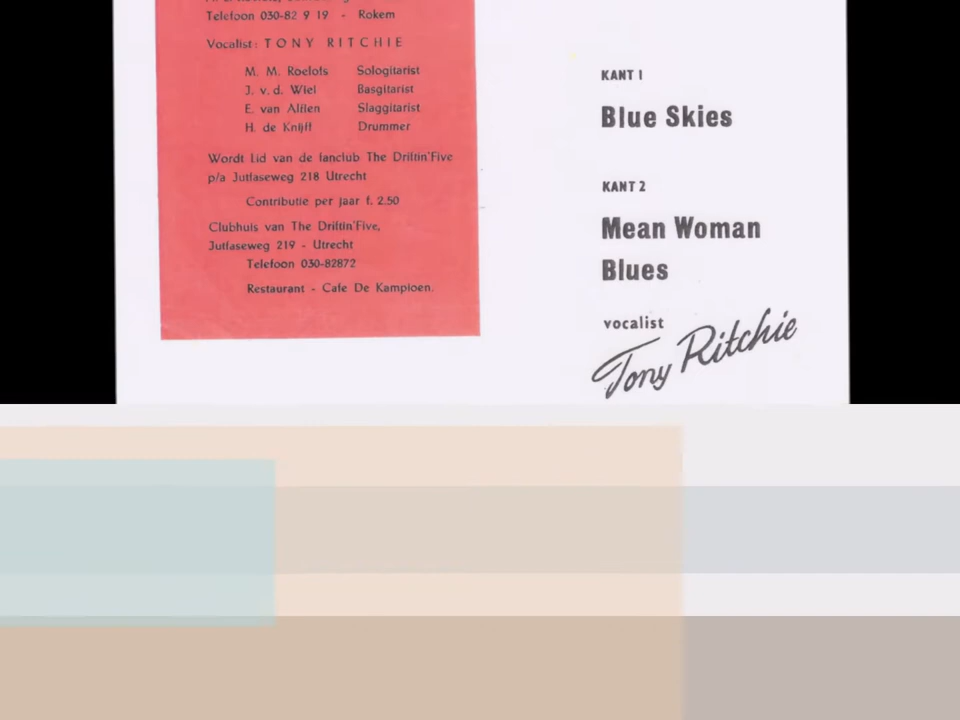 Telefoon 030-82 9 19 - Rokem
Vocalist: TONY RITCHIE
M. M. Roelofs Sologitarist
J. v. d. Wiel Basgitarist
E. van Alfien Slaggitarist
H. de Knijff Drummer
Wordt lid van de fanclub The Driftin'Five
p/a Jutfaseweg 218 Utrecht
Contributie per jaar f. 2.50
Clubhuis van The Driftin'Five,
Jutfaseweg 219 - Utrecht
Telefoon 030-82872
Restaurant - Cafe De Kampioen.
KANT 1
Blue Skies
KANT 2
Mean Woman
Blues
vocalist
Tony Ritchie